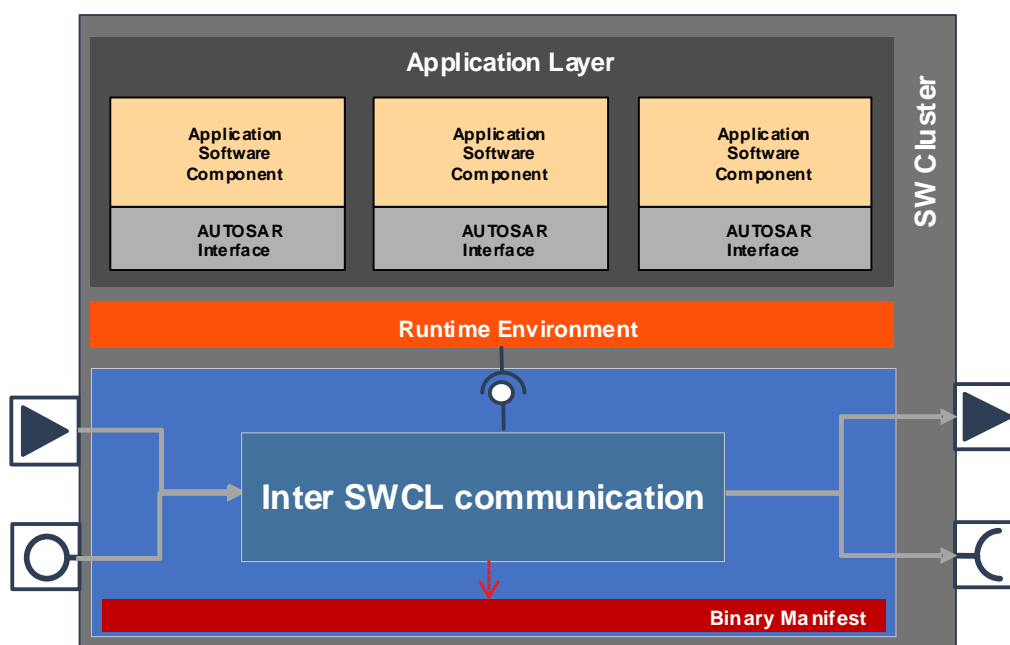 Application Layer
SW Cluster
Application
Software
Component
AUTOSAR
Interface
Application
Software
Component
AUTOSAR
Interface
Application
Software
Component
AUTOSAR
Interface
Runtime Environment
Inter SWCL communication
Binary Manifest